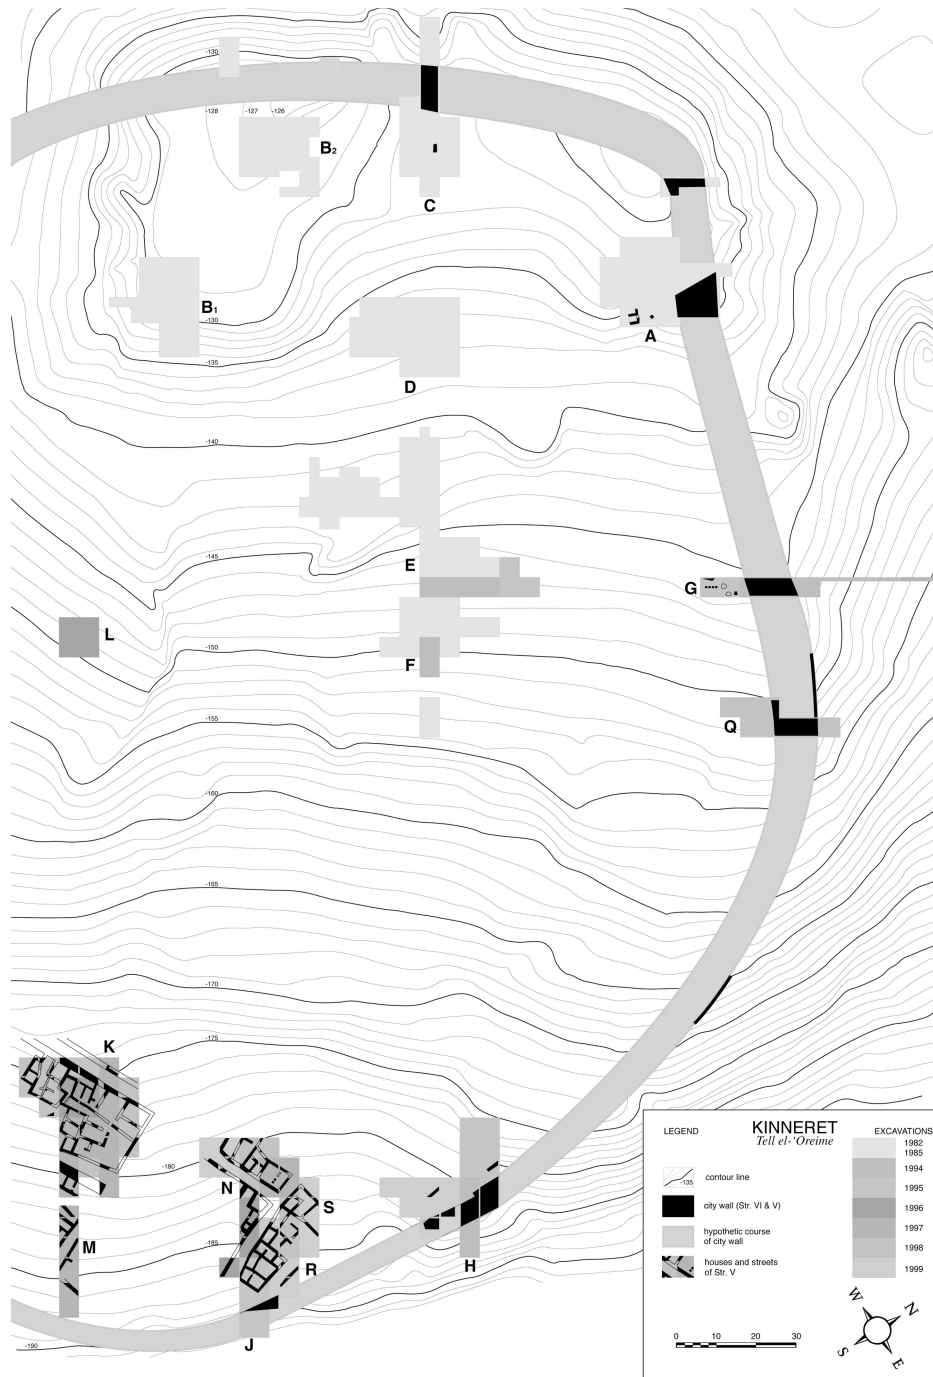 -130
-128
-127
-126
B2
C
B1
-130
A
-135
D
-140
-145
E
G
L
F
-150
Q
-155
-160
-165
-170
-175
K
-180
N
S
M
-185
R
H
J
-190
LEGEND
KINNERET
Tell el-‘Oreime
EXCAVATIONS
1982
1985
-135
contour line
1994
1995
city wall (Str. VI & V)
1996
hypothetic course
of city wall
1997
1998
houses and streets
of Str. V
1999
W
N
S
E
0
10
20
30